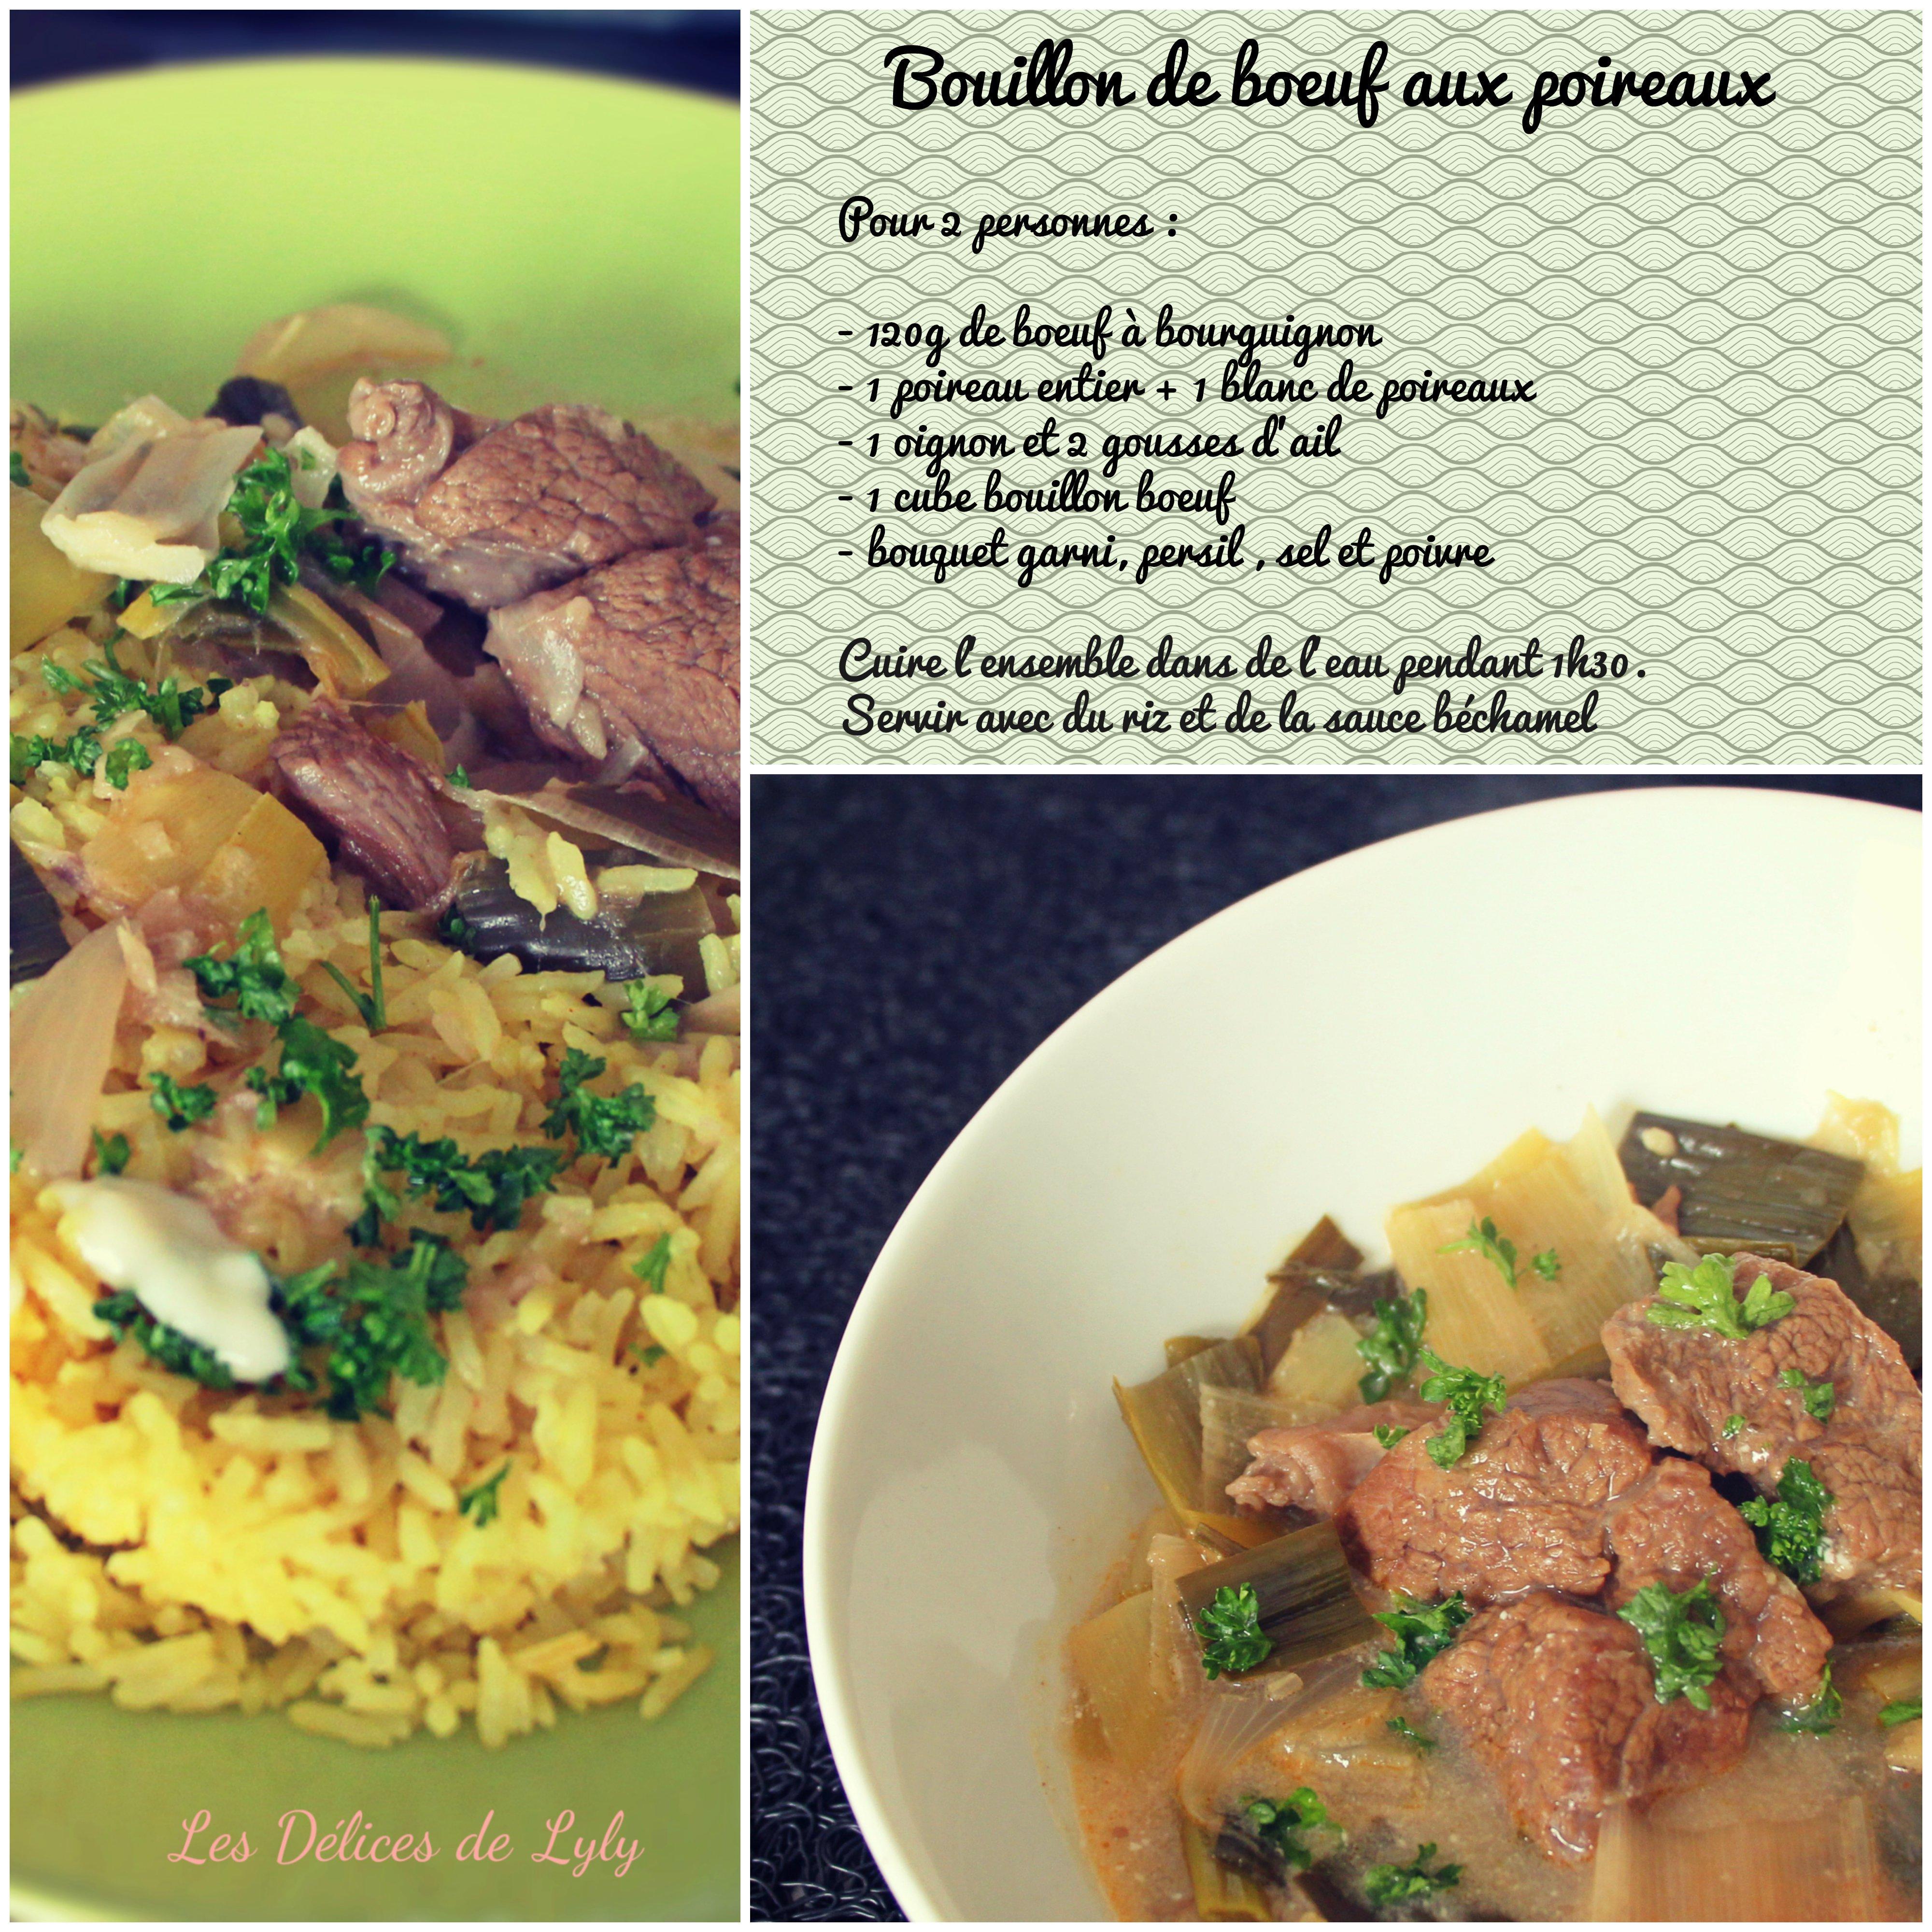 Bouillon de boeuf aux poireaux
Pour 2 personnes :
- 120g de boeuf à bourguignon
- 1 poireau entier + 1 blanc de poireaux
- 1 oignon et 2 gousses d'ail
- 1 cube bouillon boeuf
- bouquet garni, persil , sel et poivre
Cuire l'ensemble dans de l'eau pendant 1h30.
Servir avec du riz et de la sauce béchamel
Les Délices de Lyly